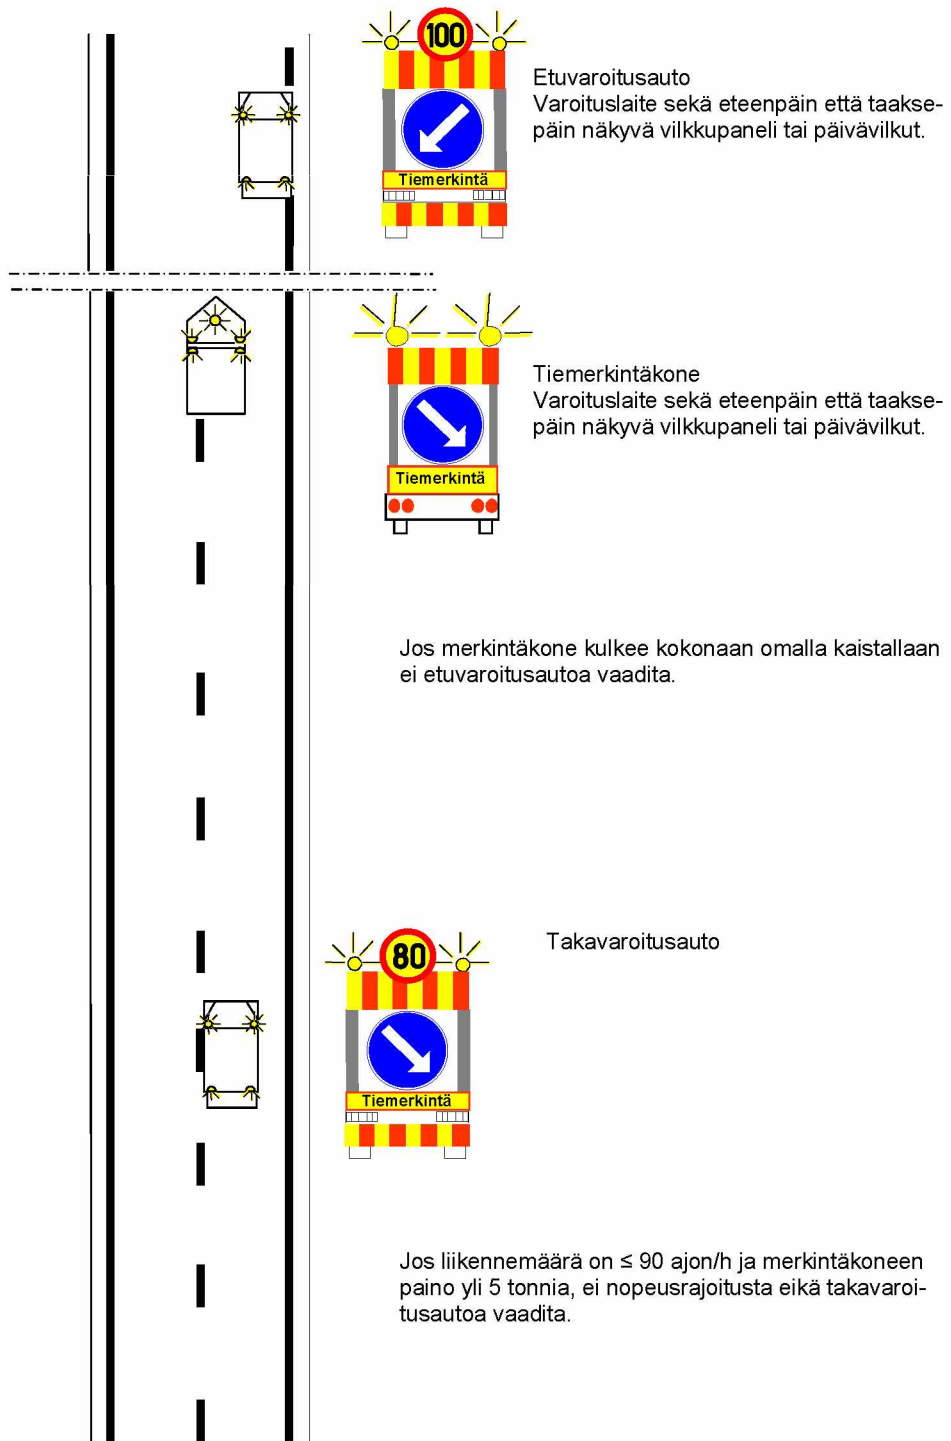 100
Etuvaroitusauto
Varoituslaite sekä eteenpäin että taakse-
päin näkyvä vilkkupaneli tai päivävilkut.
Tiemerkintä
Tiemerkintäkone
Varoituslaite sekä eteenpäin että taakse-
päin näkyvä vilkkupaneli tai päivävilkut.
Tiemerkintä
Jos merkintäkone kulkee kokonaan omalla kaistallaan
ei etuvaroitusautoa vaadita.
80
Takavaroitusauto
Tiemerkintä
Jos liikennemäärä on ≤ 90 ajon/h ja merkintäkoneen
paino yli 5 tonnia, ei nopeusrajoitusta eikä takavaroi-
tusautoa vaadita.